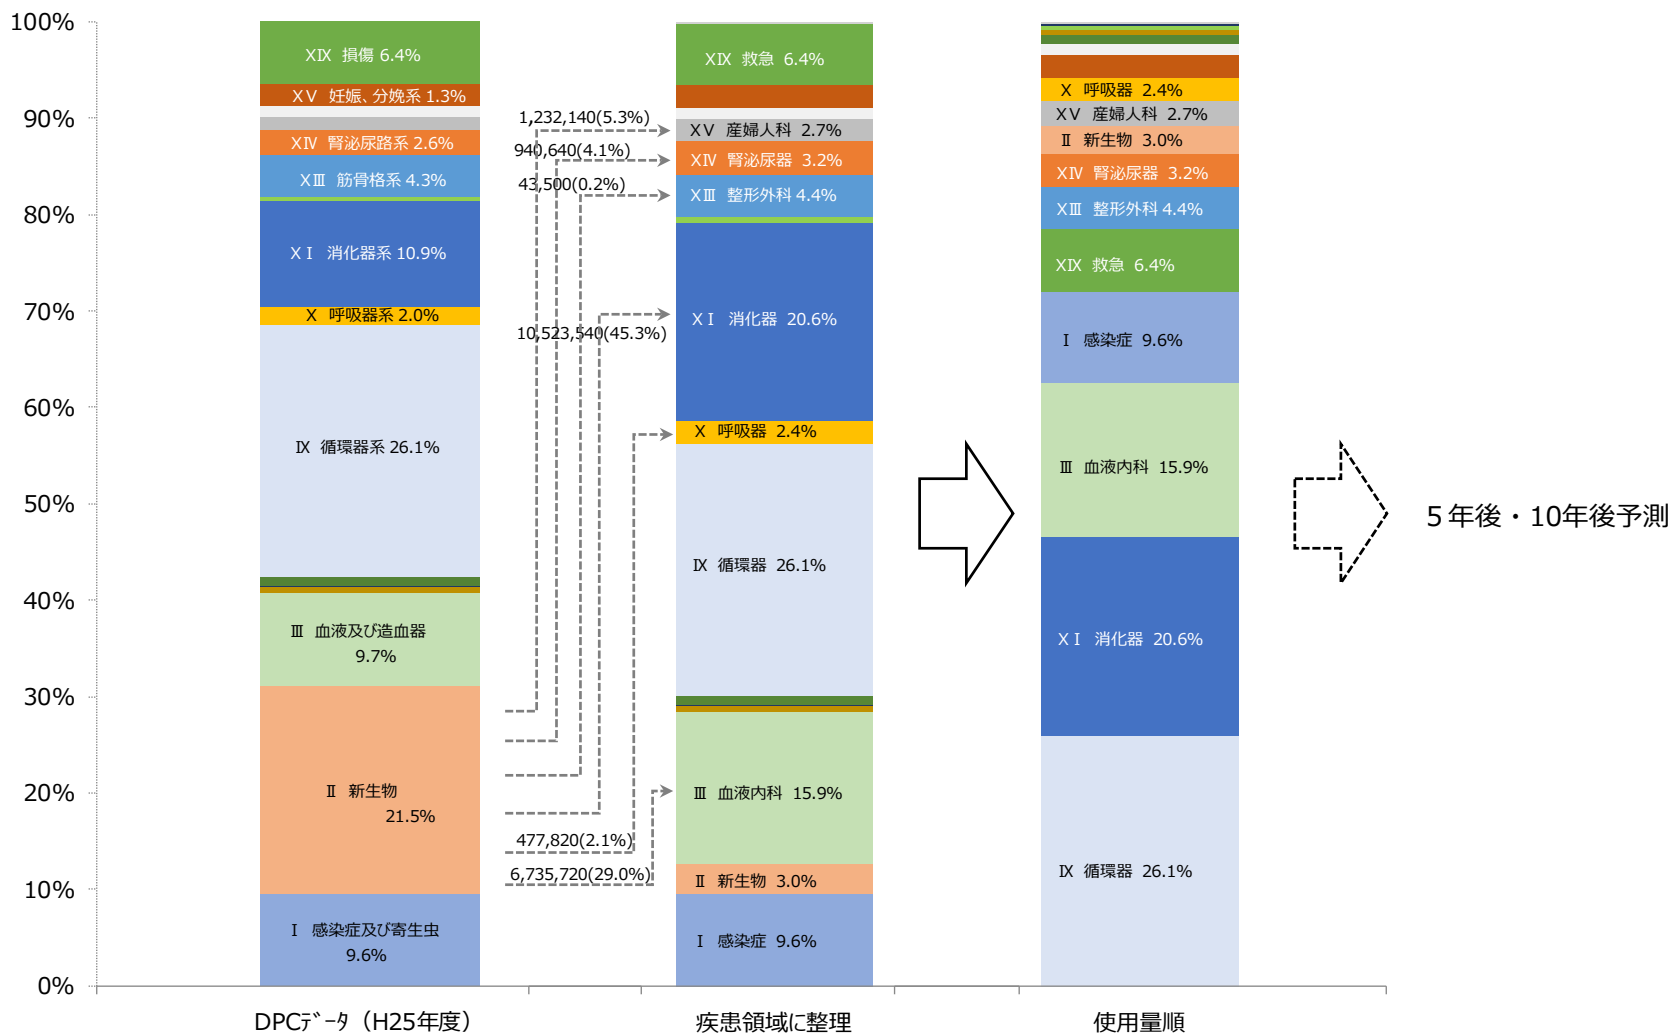 100%
90%
80%
70%
60%
50%
40%
30%
20%
10%
0%
XⅨ 損傷 6.4%
XⅤ 妊娠、分娩系 1.3%
XⅣ 腎泌尿路系 2.6%
XⅢ 筋骨格系 4.3%
XⅠ 消化器系 10.9%
X 呼吸器系 2.0%
Ⅸ 循環器系 26.1%
Ⅲ 血液及び造血器
9.7%
Ⅱ 新生物
21.5%
Ⅰ 感染症及び寄生虫
9.6%
1,232,140(5.3%)
940,640(4.1%)
43,500(0.2%)
10,523,540(45.3%)
477,820(2.1%)
6,735,720(29.0%)
XⅨ 救急 6.4%
XⅤ 産婦人科 2.7%
XⅣ 腎泌尿器 3.2%
XⅢ 整形外科 4.4%
XⅠ 消化器 20.6%
X 呼吸器 2.4%
Ⅸ 循環器 26.1%
Ⅲ 血液内科 15.9%
Ⅱ 新生物 3.0%
Ⅰ 感染症 9.6%
X 呼吸器 2.4%
XⅤ 産婦人科 2.7%
Ⅱ 新生物 3.0%
XⅣ 腎泌尿器 3.2%
XⅢ 整形外科 4.4%
XⅨ 救急 6.4%
Ⅰ 感染症 9.6%
Ⅲ 血液内科 15.9%
XⅠ 消化器 20.6%
Ⅸ 循環器 26.1%
5年後・10年後予測
DPCﾃﾞｰﾀ（H25年度）
疾患領域に整理
使用量順